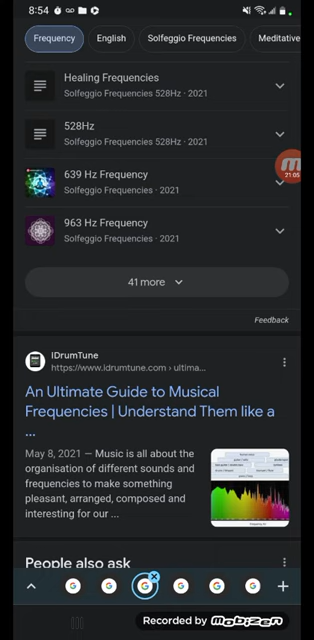 8:54
Frequency English Solfeggio Frequencies Meditative
Healing Frequencies
Solfeggio Frequencies 528Hz · 2021
528Hz
Solfeggio Frequencies 528Hz · 2021
639 Hz Frequency
Solfeggio Frequencies · 2021
21:05
963 Hz Frequency
Solfeggio Frequencies · 2021
41 more
Feedback
IDrumTune
https://www.idrumtune.com › ultima...
An Ultimate Guide to Musical
Frequencies | Understand Them like a
...
May 8, 2021 — Music is all about the
organisation of different sounds and
frequencies to make something
pleasant, arranged, composed and
interesting for our ...
People also ask
Recorded by Mobizen